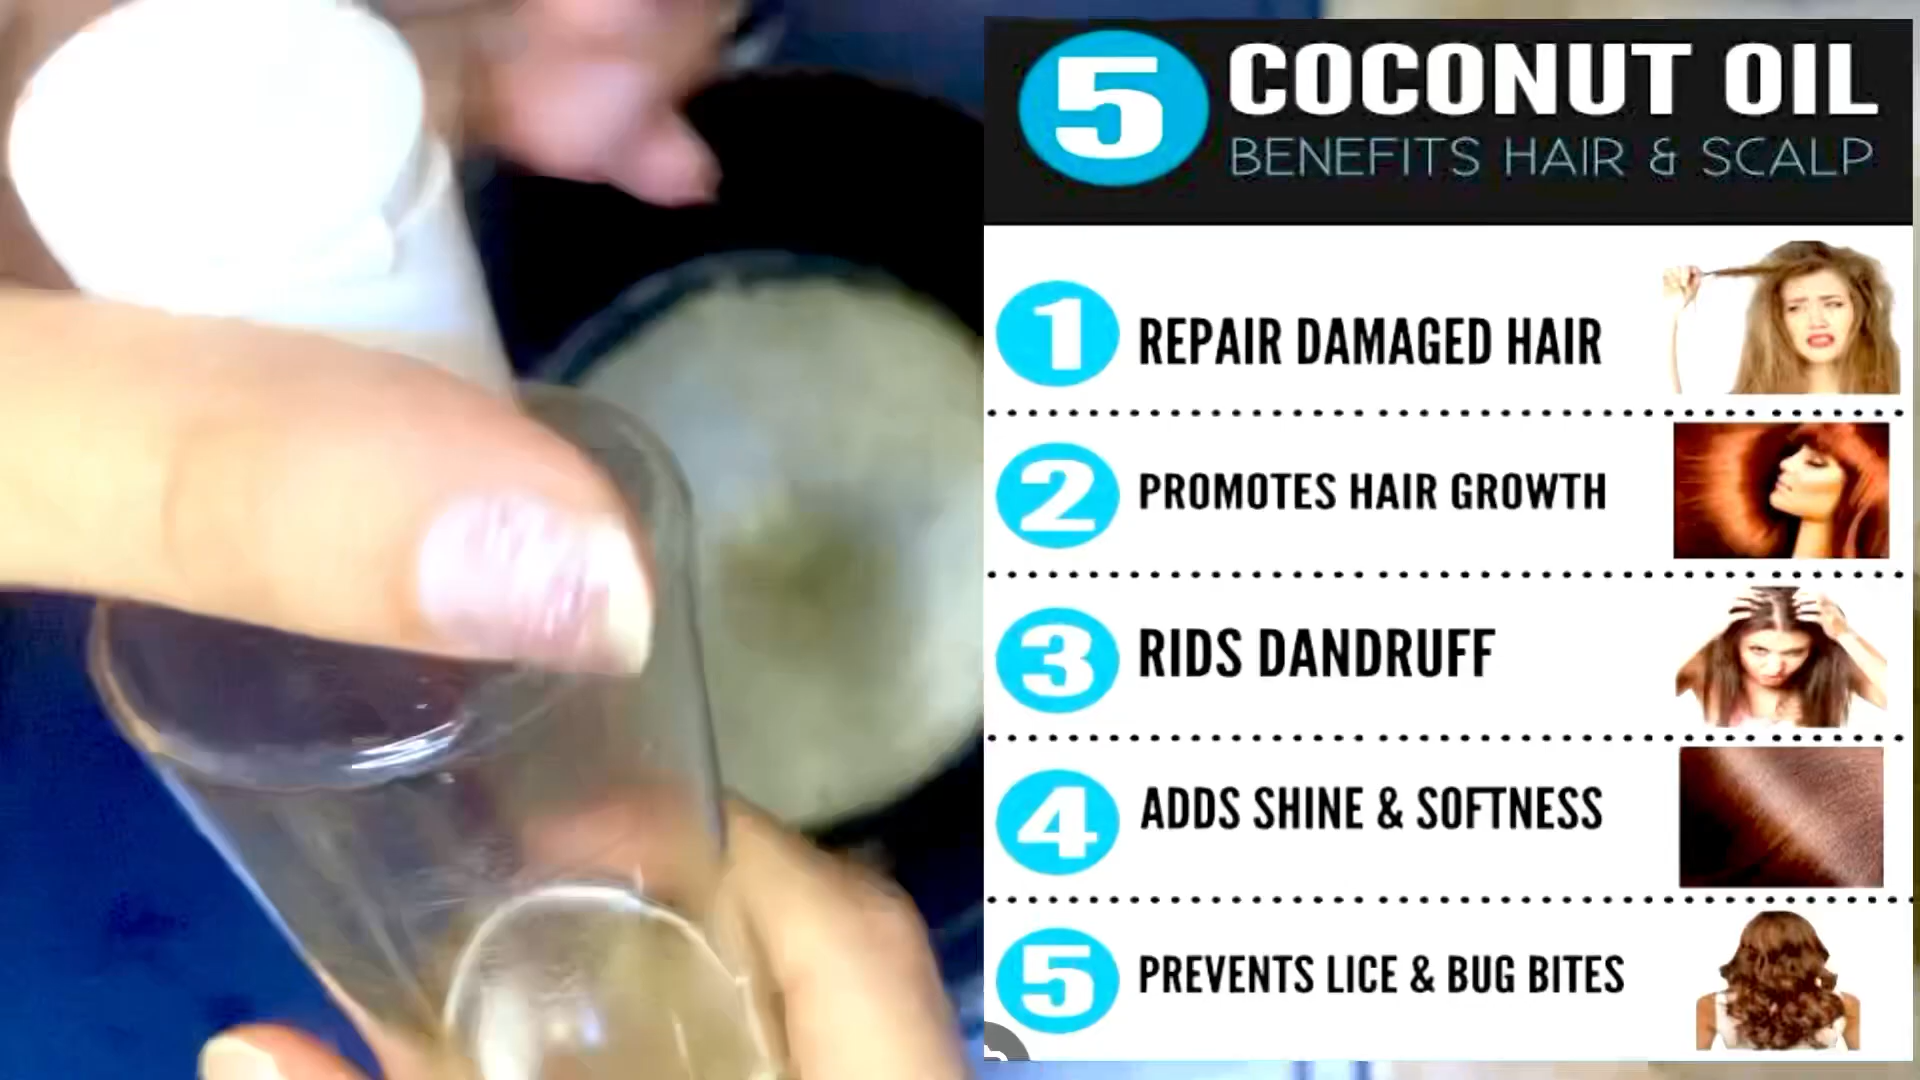 5 COCONUT OIL
BENEFITS HAIR & SCALP
1 REPAIR DAMAGED HAIR
2 PROMOTES HAIR GROWTH
3 RIDS DANDRUFF
4 ADDS SHINE & SOFTNESS
5 PREVENTS LICE & BUG BITES